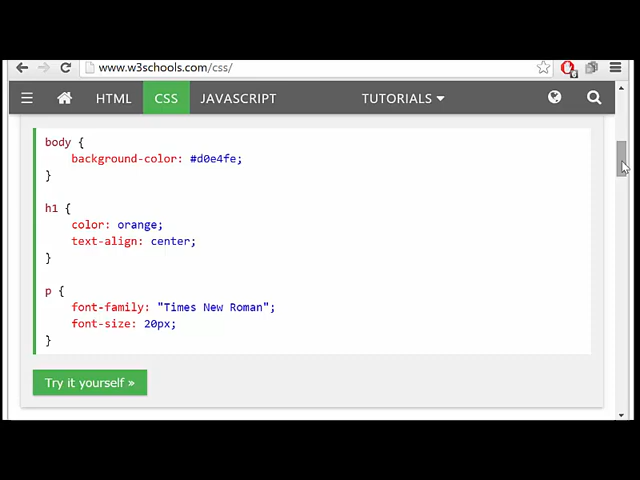 www.w3schools.com/css/
HTML CSS JAVASCRIPT TUTORIALS
body {
background-color: #d0e4fe;
}
h1 {
color: orange;
text-align: center;
}
p {
font-family: "Times New Roman";
font-size: 20px;
}
Try it yourself »